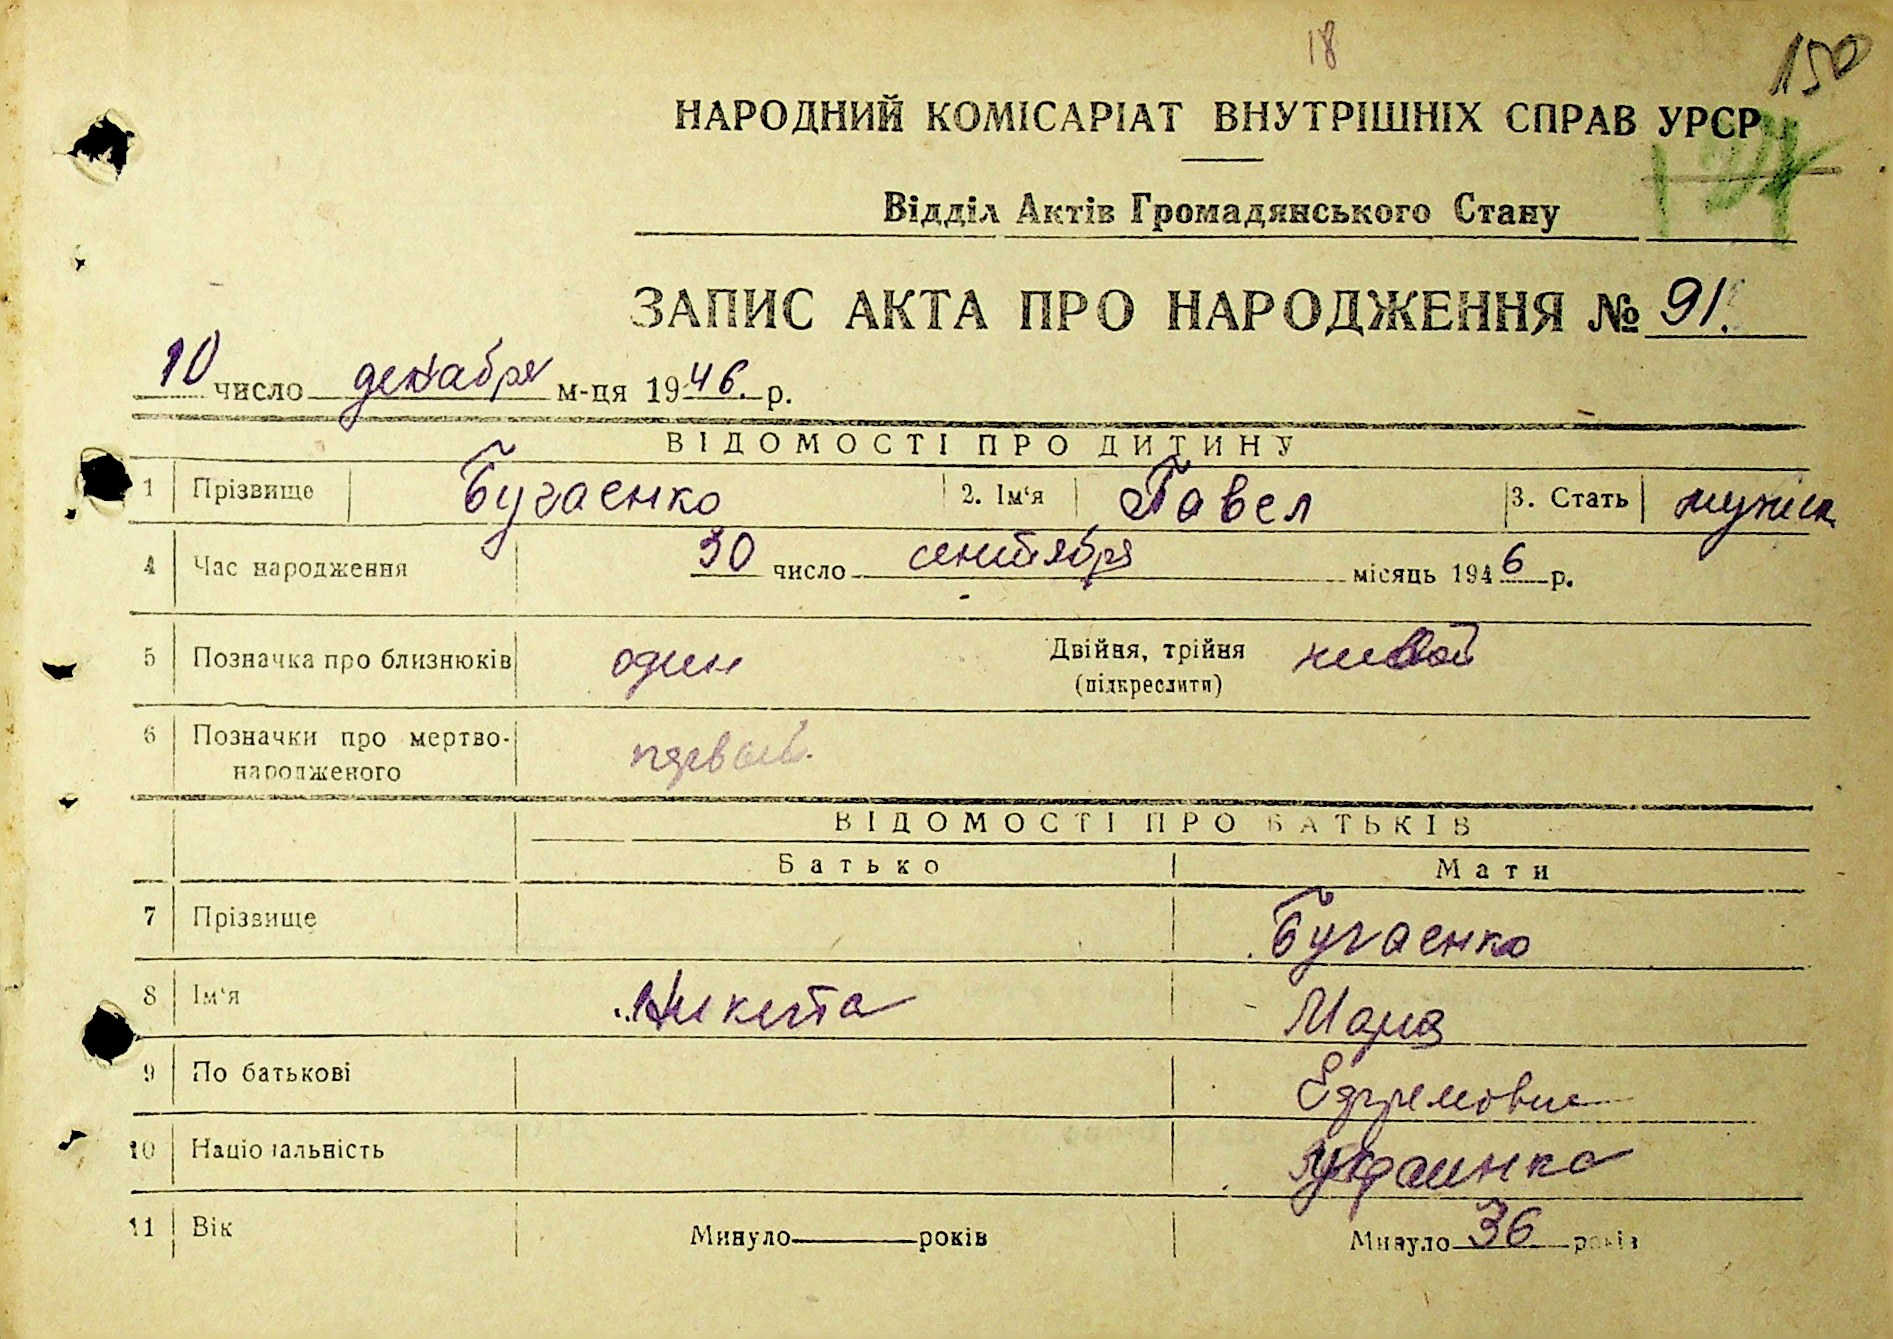 18
150
НАРОДНИЙ КОМІСАРІАТ ВНУТРІШНІХ СПРАВ УРСР
Відділ Актів Громадянського Стану
ЗАПИС АКТА ПРО НАРОДЖЕННЯ № 91.
10 число декабря м-ця 1946. р.
ВІДОМОСТІ ПРО ДИТИНУ
1 Прізвище Бугаенко 2. Ім'я Павел 3. Стать мужск
4 Час народження 30 число сентября місяць 1946 р.
5 Позначка про близнюків один Двійня, трійня живой
(підкреслити)
6 Позначки про мертво-
народженого первый.
ВІДОМОСТІ ПРО БАТЬКІВ
Батько Мати
7 Прізвище Бугаенко
8 Ім'я Никита Мария
9 По батькові Ефремовна
10 Національність Украинка
11 Вік Минуло років Минуло 36 років